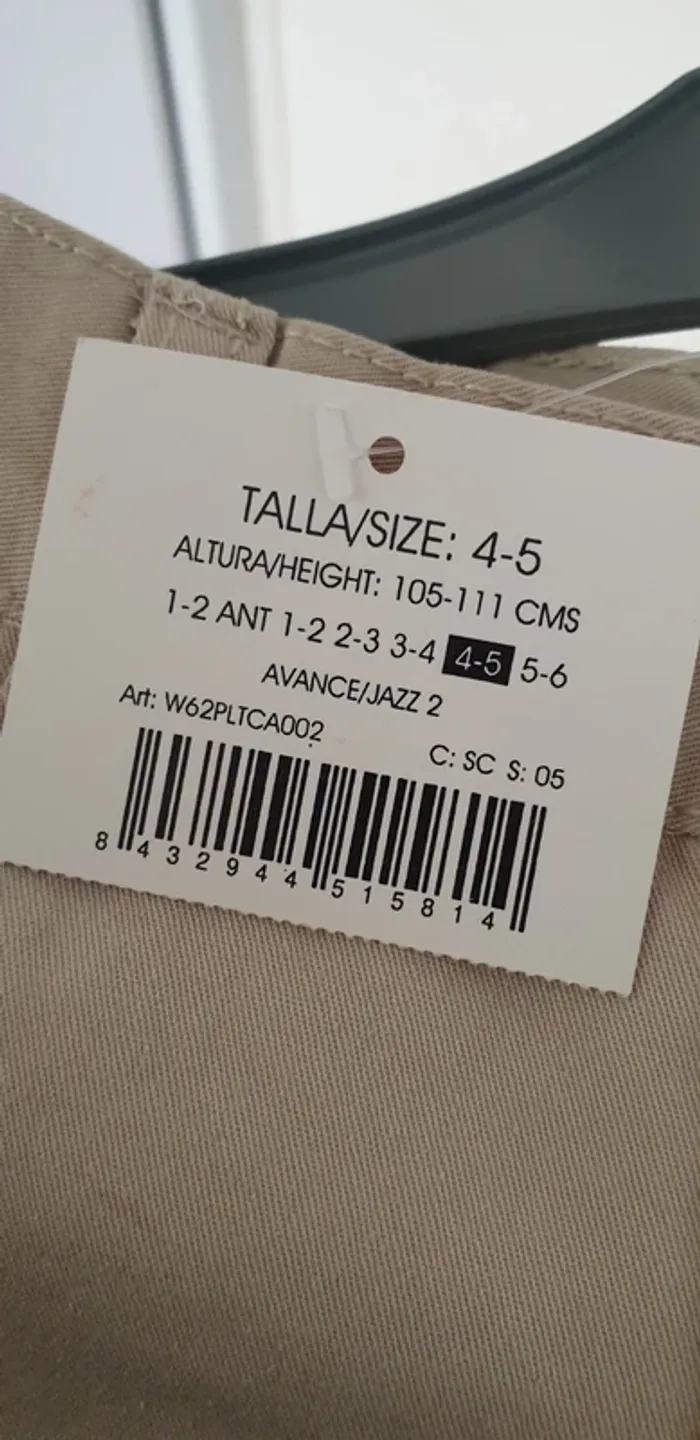 TALLA/SIZE: 4-5
ALTURA/HEIGHT: 105-111 CMS
1-2 ANT 1-2 2-3 3-4 4-5 5-6
AVANCE/JAZZ 2
Art: W62PLTCA002 C: SC S: 05
8 432944 515814